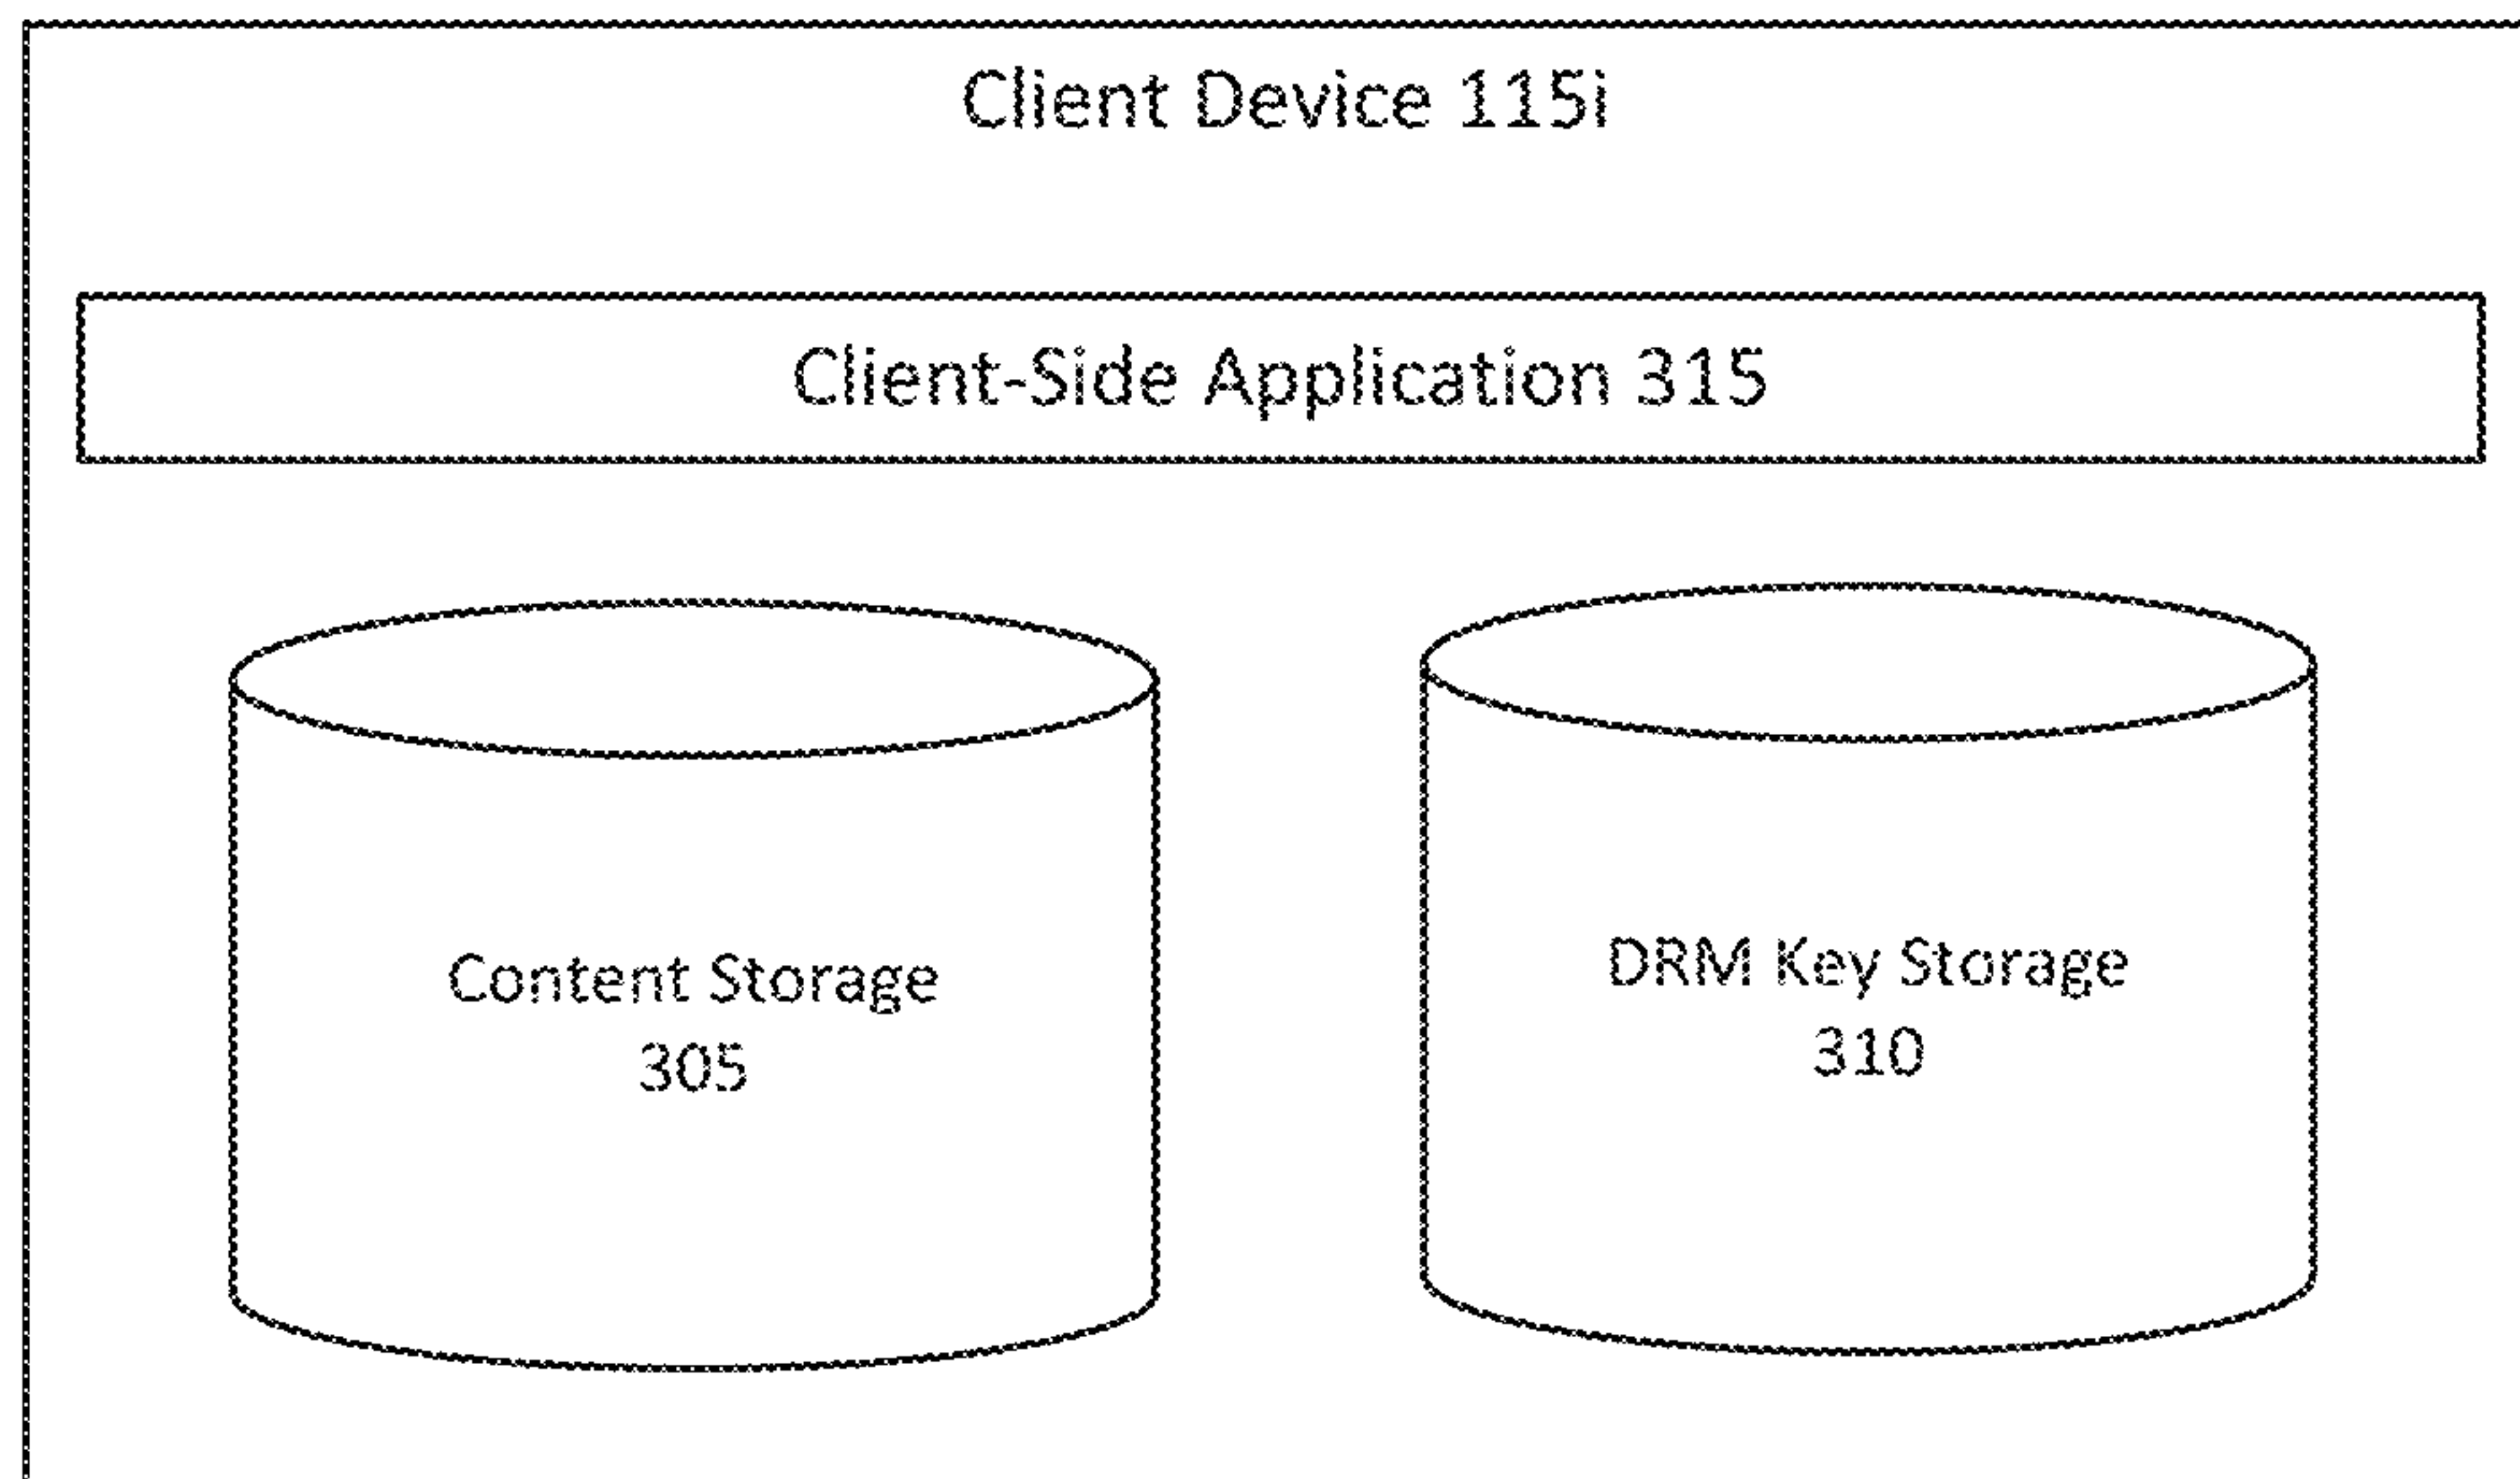 Client Device 115i
Client-Side Application 315
Content Storage
305
DRM Key Storage
310